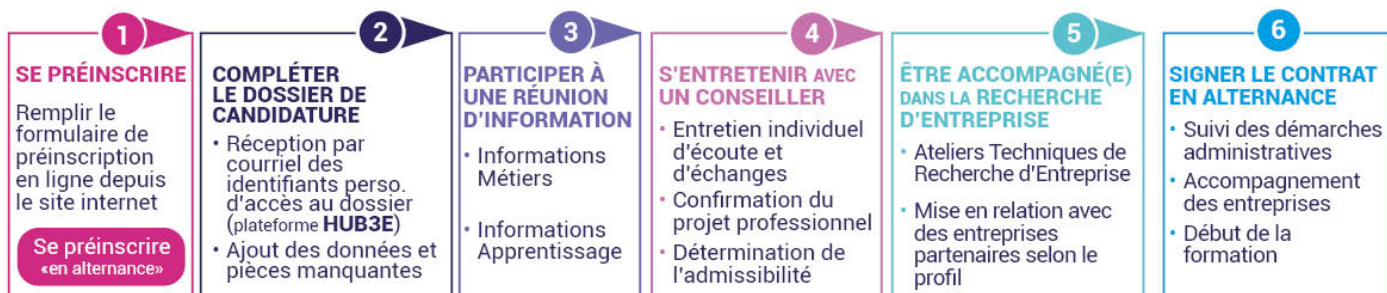 1
SE PRÉINSCRIRE
Remplir le
formulaire de
préinscription
en ligne depuis
le site internet
Se préinscrire
«en alternance»
2
COMPLÉTER
LE DOSSIER DE
CANDIDATURE
• Réception par
courriel des
identifiants perso.
d'accès au dossier
(plateforme HUB3E)
• Ajout des données et
pièces manquantes
3
PARTICIPER À
UNE RÉUNION
D'INFORMATION
• Informations
Métiers
• Informations
Apprentissage
4
S'ENTRETENIR AVEC
UN CONSEILLER
• Entretien individuel
d'écoute et
d'échanges
• Confirmation du
projet professionnel
• Détermination de
l'admissibilité
5
ÊTRE ACCOMPAGNÉ(E)
DANS LA RECHERCHE
D'ENTREPRISE
• Ateliers Techniques de
Recherche d'Entreprise
• Mise en relation avec
des entreprises
partenaires selon le
profil
6
SIGNER LE CONTRAT
EN ALTERNANCE
• Suivi des démarches
administratives
• Accompagnement
des entreprises
• Début de la
formation